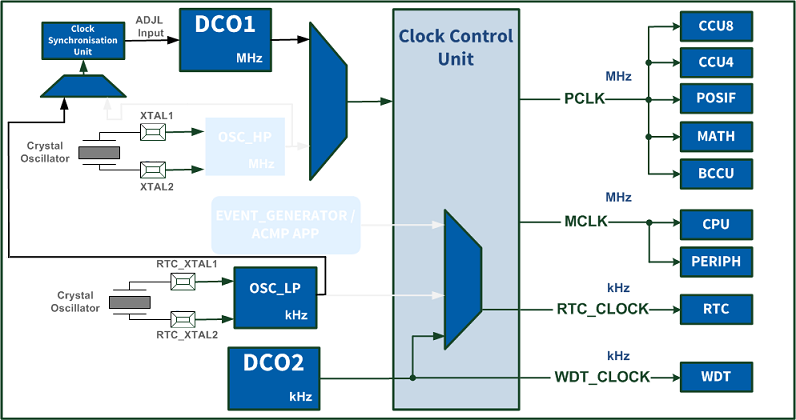 Clock
Synchronisation
Unit
ADJL
Input
DCO1
MHz
Clock Control
Unit
CCU8
MHz
CCU4
PCLK
POSIF
MATH
BCCU
XTAL1
Crystal
Oscillator
OSC_HP
MHz
XTAL2
MHz
EVENT_GENERATOR /
ACMP APP
MCLK
CPU
PERIPH
RTC_XTAL1
Crystal
Oscillator
OSC_LP
kHz
RTC_XTAL2
kHz
RTC_CLOCK
RTC
DCO2
kHz
kHz
WDT_CLOCK
WDT